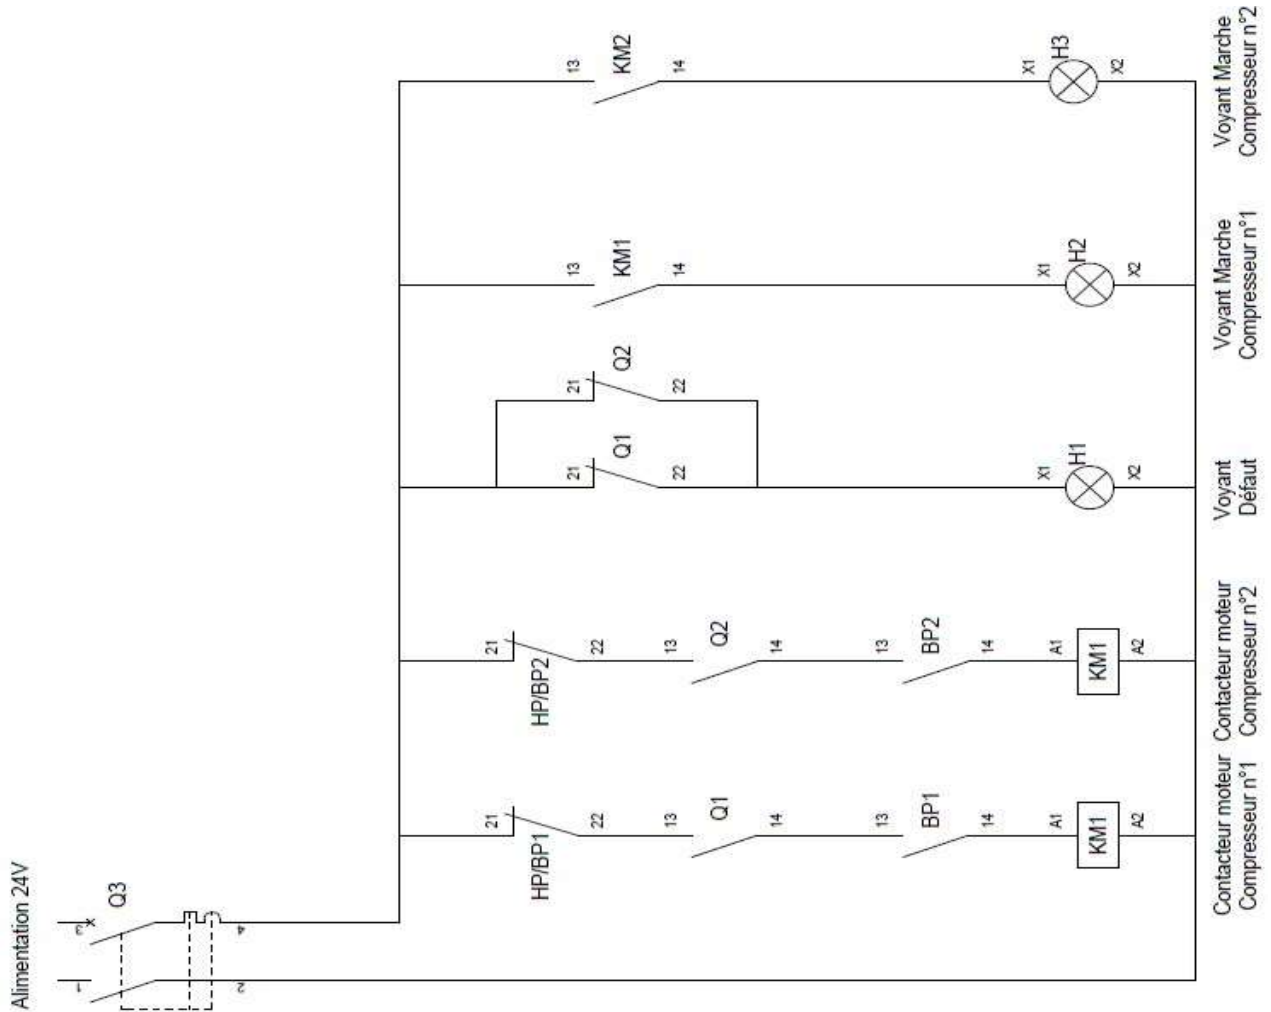 Alimentation 24V
1
2
3
4
Q3
21
HP/BP1
22
13
Q1
14
13
BP1
14
A1
KM1
A2
Contacteur moteur
Compresseur n°1
21
HP/BP2
22
13
Q2
14
13
BP2
14
A1
KM1
A2
Contacteur moteur
Compresseur n°2
21
Q1
22
21
Q2
22
X1
H1
X2
Voyant
Défaut
13
KM1
14
X1
H2
X2
Voyant Marche
Compresseur n°1
13
KM2
14
X1
H3
X2
Voyant Marche
Compresseur n°2